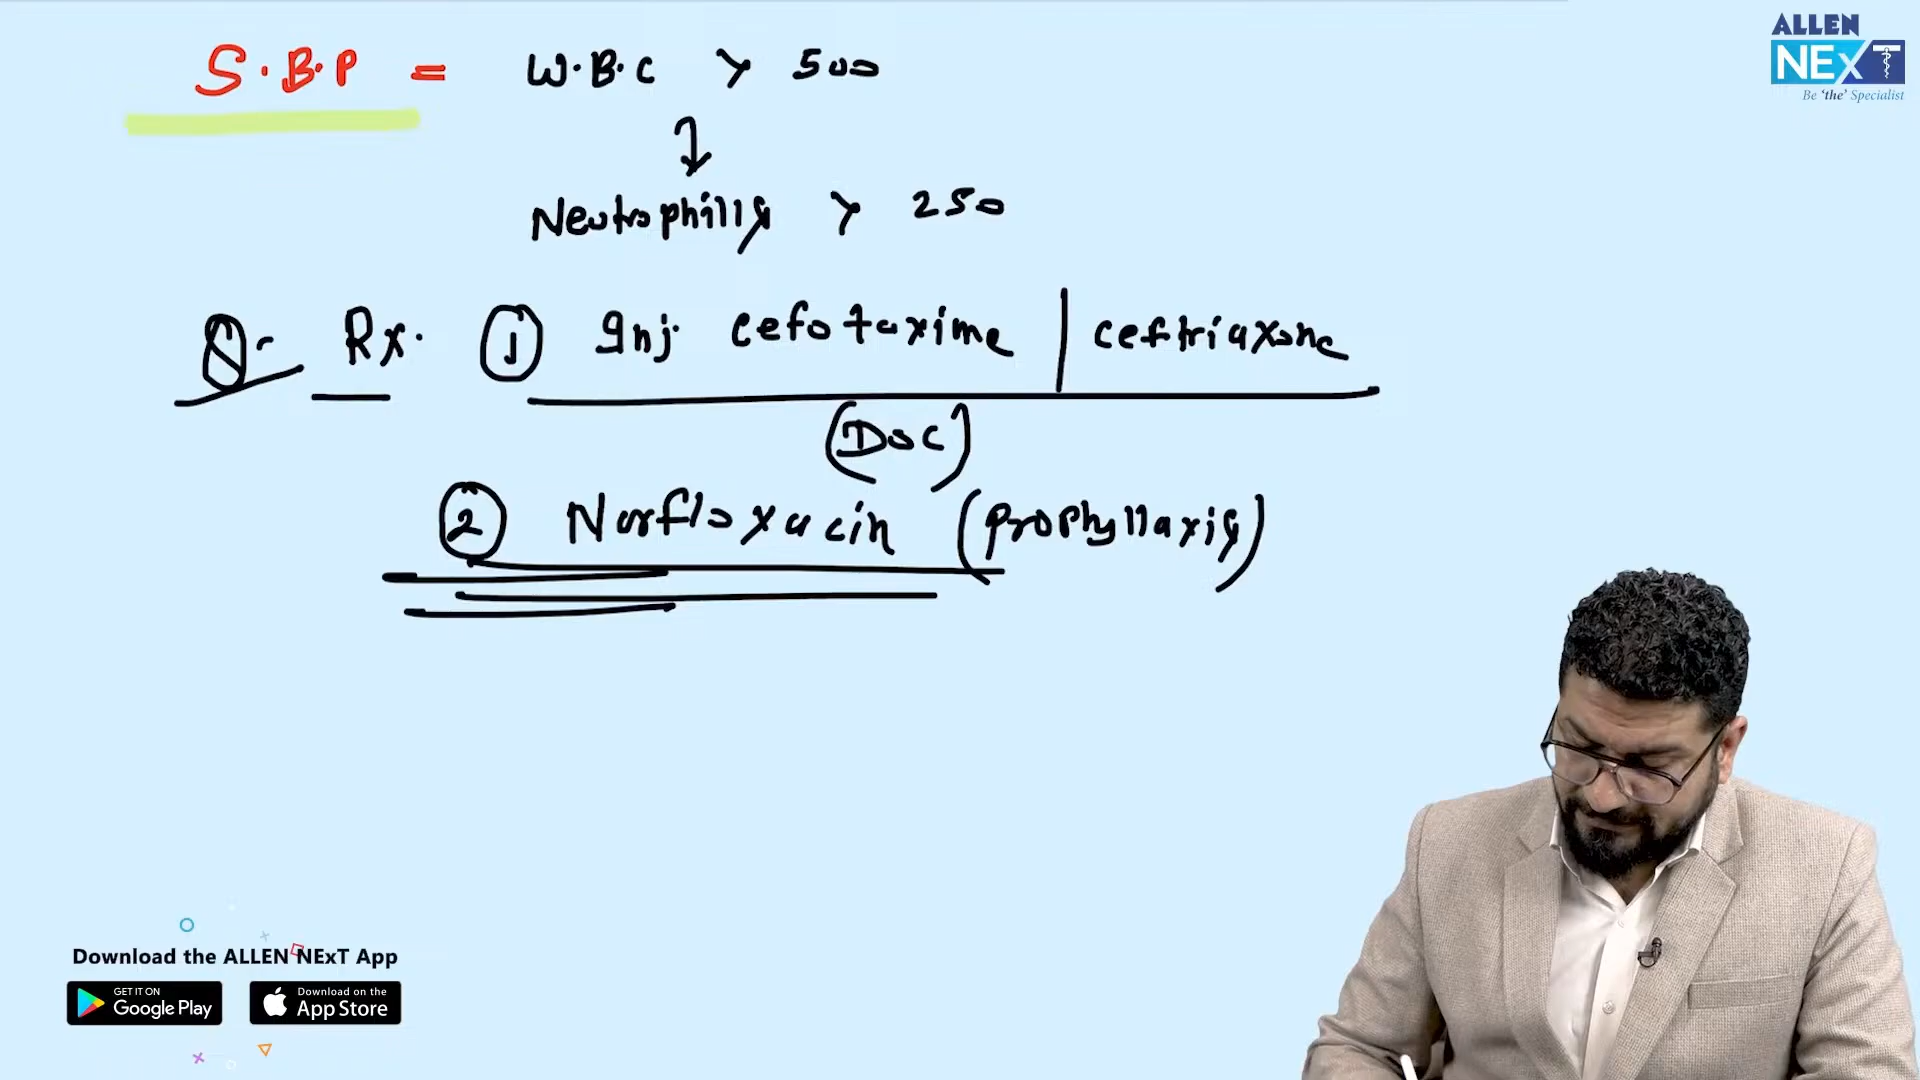 S.B.P = W.B.C > 500
Neutrophills > 250
Q- Rx. ① Inj. Cefotaxime | Ceftriaxone
(DOC)
② Norfloxacin (prophyllaxis)
ALLEN
NExT
Be 'the' Specialist
Download the ALLEN NExT App
GET IT ON
Google Play
Download on the
App Store